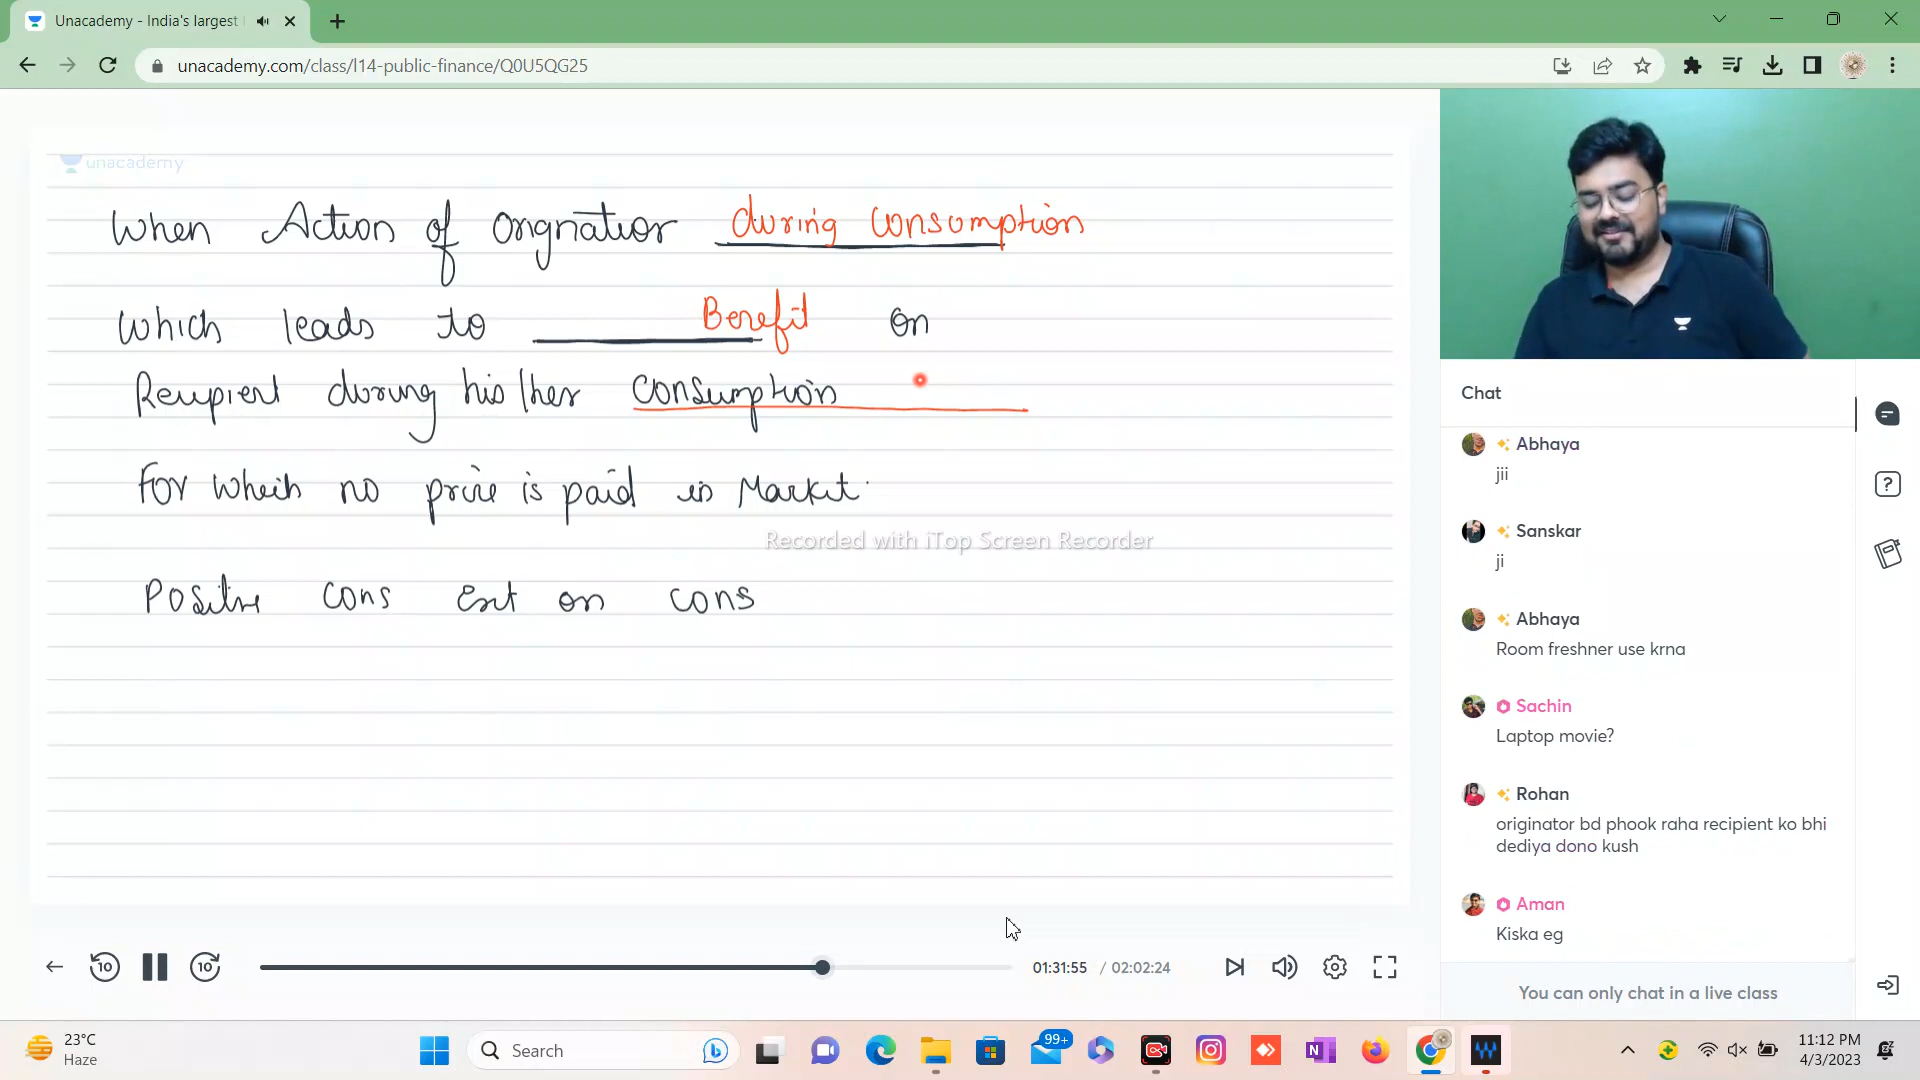 Unacademy - India's largest
unacademy.com/class/l14-public-finance/Q0U5QG25
unacademy
When Action of Orignatior during Consumption
Which leads to Benefit on
Recipient during his/her Consumption
For which no price is paid in Market.
Positive cons Ext on cons
Recorded with iTop Screen Recorder
Chat
Abhaya
jii
Sanskar
ji
Abhaya
Room freshner use krna
Sachin
Laptop movie?
Rohan
originator bd phook raha recipient ko bhi
dediya dono kush
Aman
Kiska eg
You can only chat in a live class
10 10 01:31:55 / 02:02:24
23°C
Haze
Search
99+
11:12 PM
4/3/2023